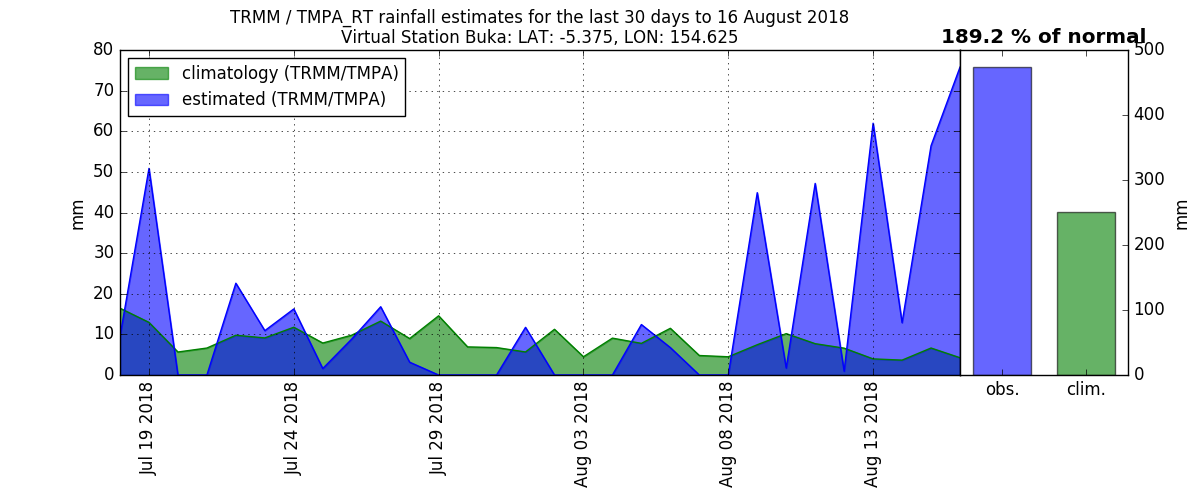 TRMM / TMPA_RT rainfall estimates for the last 30 days to 16 August 2018
Virtual Station Buka: LAT: -5.375, LON: 154.625
189.2 % of normal
climatology (TRMM/TMPA)
estimated (TRMM/TMPA)
mm
80
70
60
50
40
30
20
10
0
Jul 19 2018
Jul 24 2018
Jul 29 2018
Aug 03 2018
Aug 08 2018
Aug 13 2018
obs.
clim.
500
400
300
200
100
0
mm